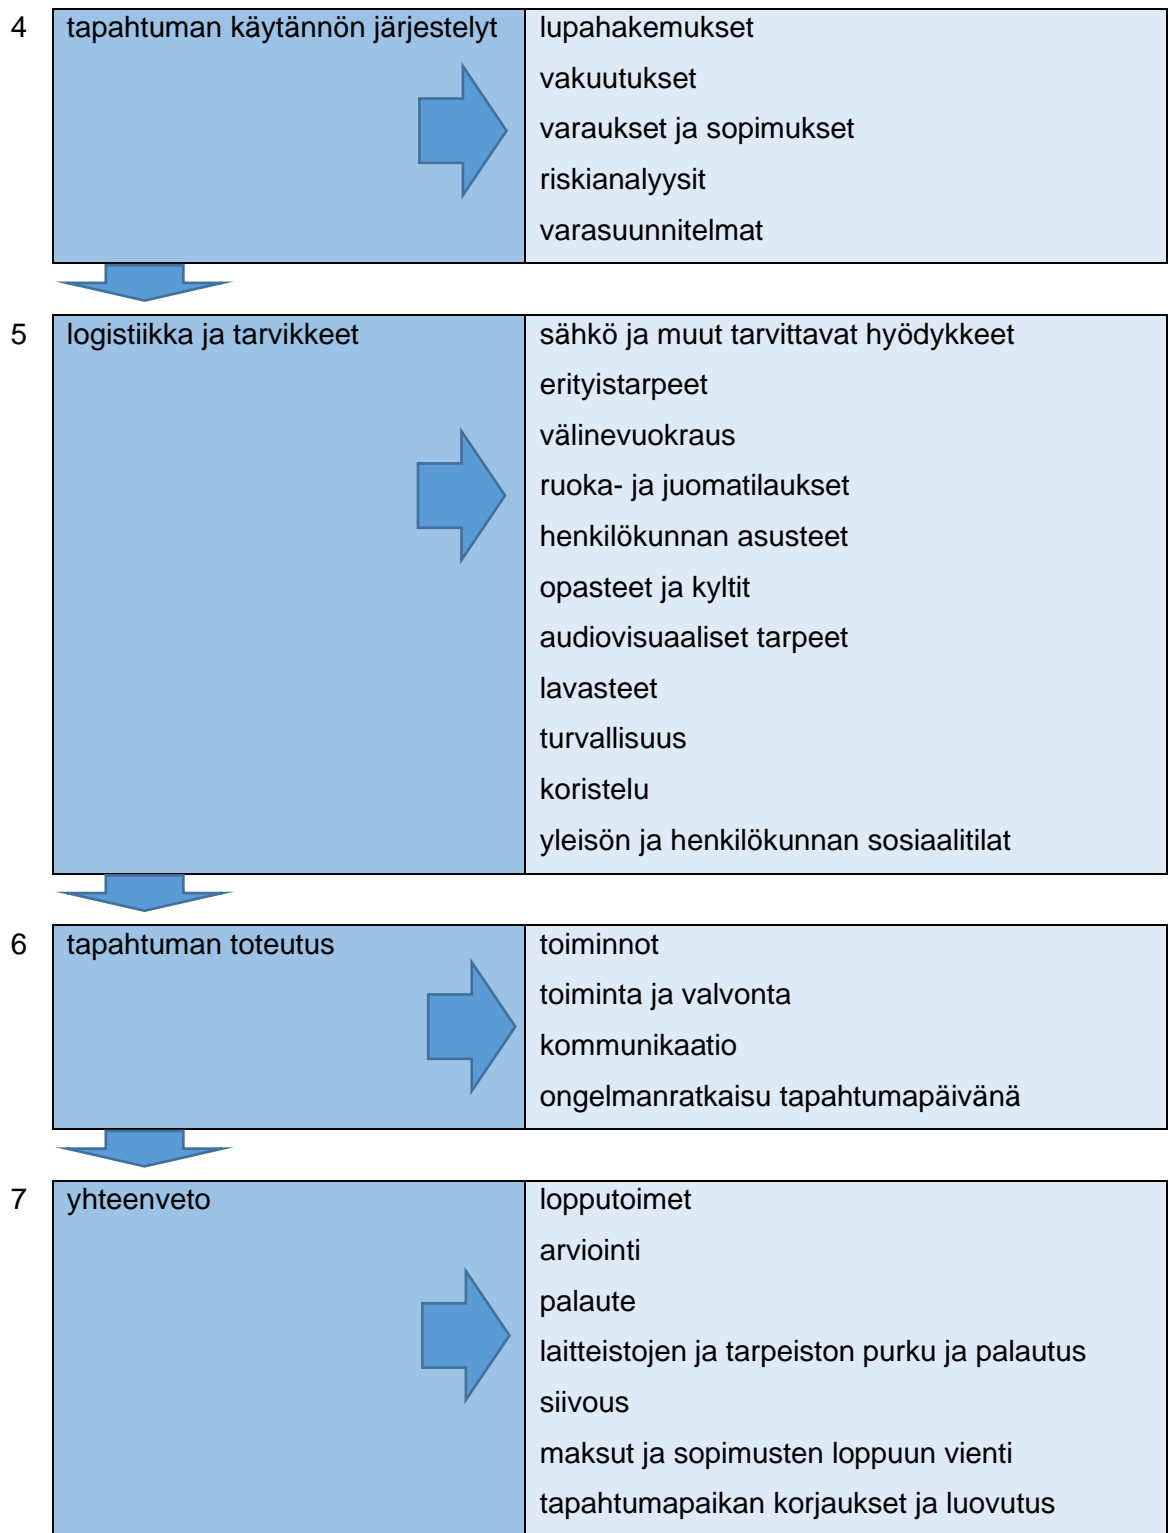 4 tapahtuman käytännön järjestelyt lupahakemukset
vakuutukset
varaukset ja sopimukset
riskianalyysit
varasuunnitelmat
5 logistiikka ja tarvikkeet sähkö ja muut tarvittavat hyödykkeet
erityistarpeet
välinevuokraus
ruoka- ja juomatilaukset
henkilökunnan asusteet
opasteet ja kyltit
audiovisuaaliset tarpeet
lavasteet
turvallisuus
koristelu
yleisön ja henkilökunnan sosiaalitilat
6 tapahtuman toteutus toiminnot
toiminta ja valvonta
kommunikaatio
ongelmanratkaisu tapahtumapäivänä
7 yhteenveto lopputoimet
arviointi
palaute
laitteistojen ja tarpeiston purku ja palautus
siivous
maksut ja sopimusten loppuun vienti
tapahtumapaikan korjaukset ja luovutus